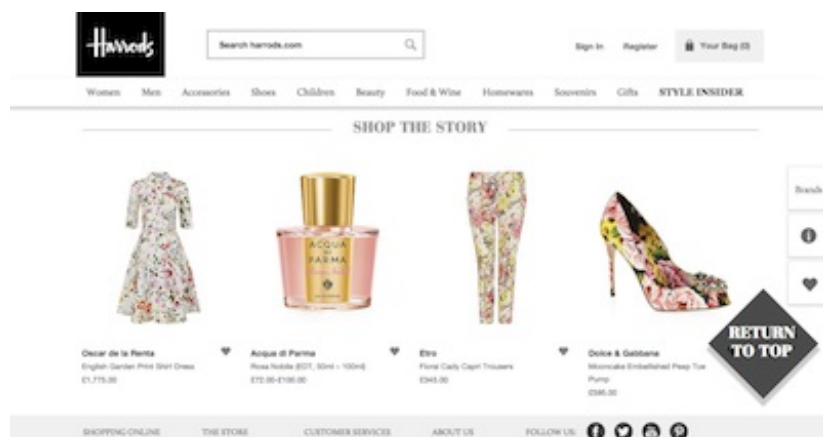 Harrods
Search harrods.com
Sign In
Register
Your Bag (0)
Women
Men
Accessories
Shoes
Children
Beauty
Food & Wine
Homewares
Souvenirs
Gifts
STYLE INSIDER
SHOP THE STORY
Brands
ACQUA
DI
PARMA
RETURN
TO TOP
Oscar de la Renta
English Garden Print Shirt Dress
£1,775.00
Acqua di Parma
Rosa Nobile (EDT, 50ml - 100ml)
£72.00-£106.00
Etro
Floral Cady Capri Trousers
£345.00
Dolce & Gabbana
Mooncake Embellished Peep Toe
Pump
SHOPPING ONLINE
THE STORE
CUSTOMER SERVICES
ABOUT US
FOLLOW US: